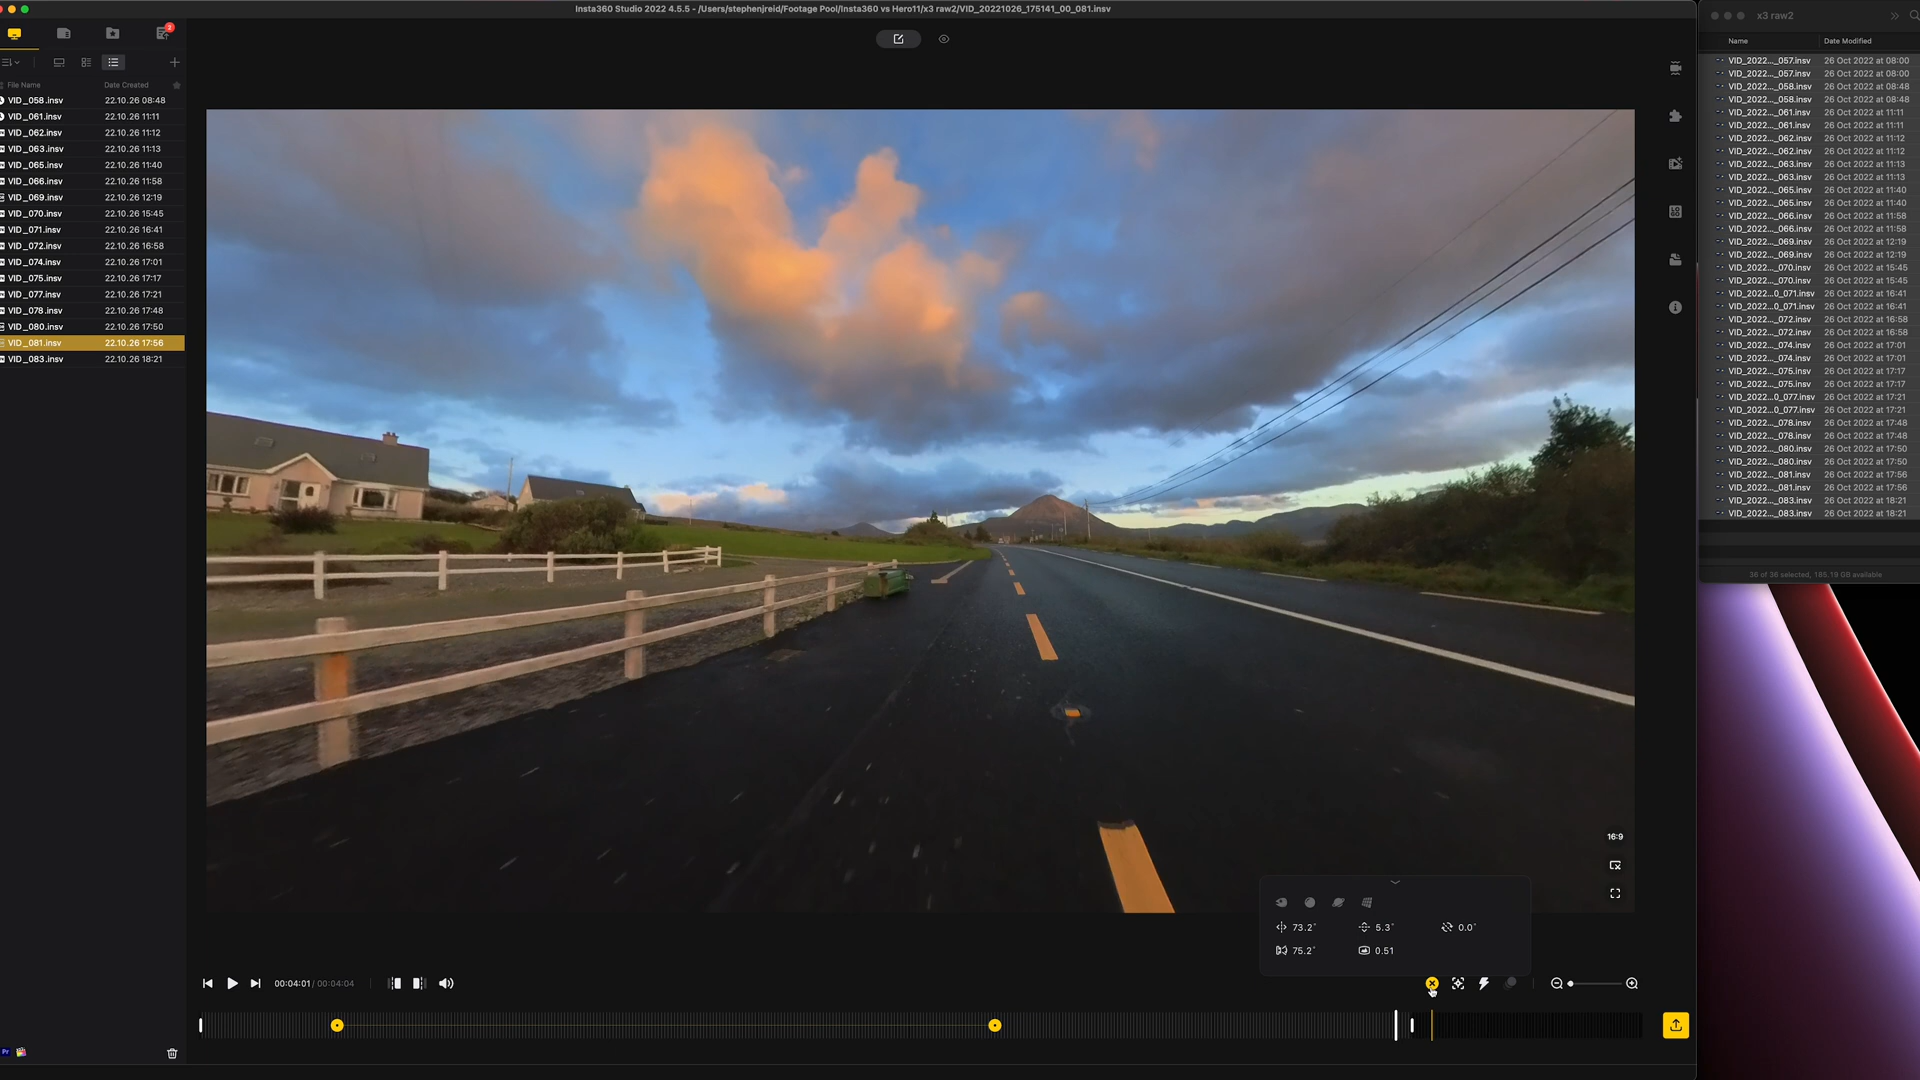 Insta360 Studio 2022 4.5.5 - /Users/stephenjreid/Footage Pool/Insta360 vs Hero11/x3 raw2/VID_20221026_175141_00_081.insv
2
File Name Date Created
VID_058.insv 22.10.26 08:48
VID_061.insv 22.10.26 11:11
VID_062.insv 22.10.26 11:12
VID_063.insv 22.10.26 11:13
VID_065.insv 22.10.26 11:40
VID_066.insv 22.10.26 11:58
VID_069.insv 22.10.26 12:19
VID_070.insv 22.10.26 15:45
VID_071.insv 22.10.26 16:41
VID_072.insv 22.10.26 16:58
VID_074.insv 22.10.26 17:01
VID_075.insv 22.10.26 17:17
VID_077.insv 22.10.26 17:21
VID_078.insv 22.10.26 17:48
VID_080.insv 22.10.26 17:50
VID_081.insv 22.10.26 17:56
VID_083.insv 22.10.26 18:21
Pr
16:9
73.2° 5.3° 0.0°
75.2° 0.51
00:04:01 / 00:04:04
x3 raw2
Name Date Modified
VID_2022..._057.insv 26 Oct 2022 at 08:00
VID_2022..._057.insv 26 Oct 2022 at 08:00
VID_2022..._058.insv 26 Oct 2022 at 08:48
VID_2022..._058.insv 26 Oct 2022 at 08:48
VID_2022..._061.insv 26 Oct 2022 at 11:11
VID_2022..._061.insv 26 Oct 2022 at 11:11
VID_2022..._062.insv 26 Oct 2022 at 11:12
VID_2022..._062.insv 26 Oct 2022 at 11:12
VID_2022..._063.insv 26 Oct 2022 at 11:13
VID_2022..._063.insv 26 Oct 2022 at 11:13
VID_2022..._065.insv 26 Oct 2022 at 11:40
VID_2022..._065.insv 26 Oct 2022 at 11:40
VID_2022..._066.insv 26 Oct 2022 at 11:58
VID_2022..._066.insv 26 Oct 2022 at 11:58
VID_2022..._069.insv 26 Oct 2022 at 12:19
VID_2022..._069.insv 26 Oct 2022 at 12:19
VID_2022..._070.insv 26 Oct 2022 at 15:45
VID_2022..._070.insv 26 Oct 2022 at 15:45
VID_2022...0_071.insv 26 Oct 2022 at 16:41
VID_2022...0_071.insv 26 Oct 2022 at 16:41
VID_2022..._072.insv 26 Oct 2022 at 16:58
VID_2022..._072.insv 26 Oct 2022 at 16:58
VID_2022..._074.insv 26 Oct 2022 at 17:01
VID_2022..._074.insv 26 Oct 2022 at 17:01
VID_2022..._075.insv 26 Oct 2022 at 17:17
VID_2022..._075.insv 26 Oct 2022 at 17:17
VID_2022...0_077.insv 26 Oct 2022 at 17:21
VID_2022...0_077.insv 26 Oct 2022 at 17:21
VID_2022..._078.insv 26 Oct 2022 at 17:48
VID_2022..._078.insv 26 Oct 2022 at 17:48
VID_2022..._080.insv 26 Oct 2022 at 17:50
VID_2022..._080.insv 26 Oct 2022 at 17:50
VID_2022..._081.insv 26 Oct 2022 at 17:56
VID_2022..._081.insv 26 Oct 2022 at 17:56
VID_2022..._083.insv 26 Oct 2022 at 18:21
VID_2022..._083.insv 26 Oct 2022 at 18:21
36 of 36 selected, 185.19 GB available